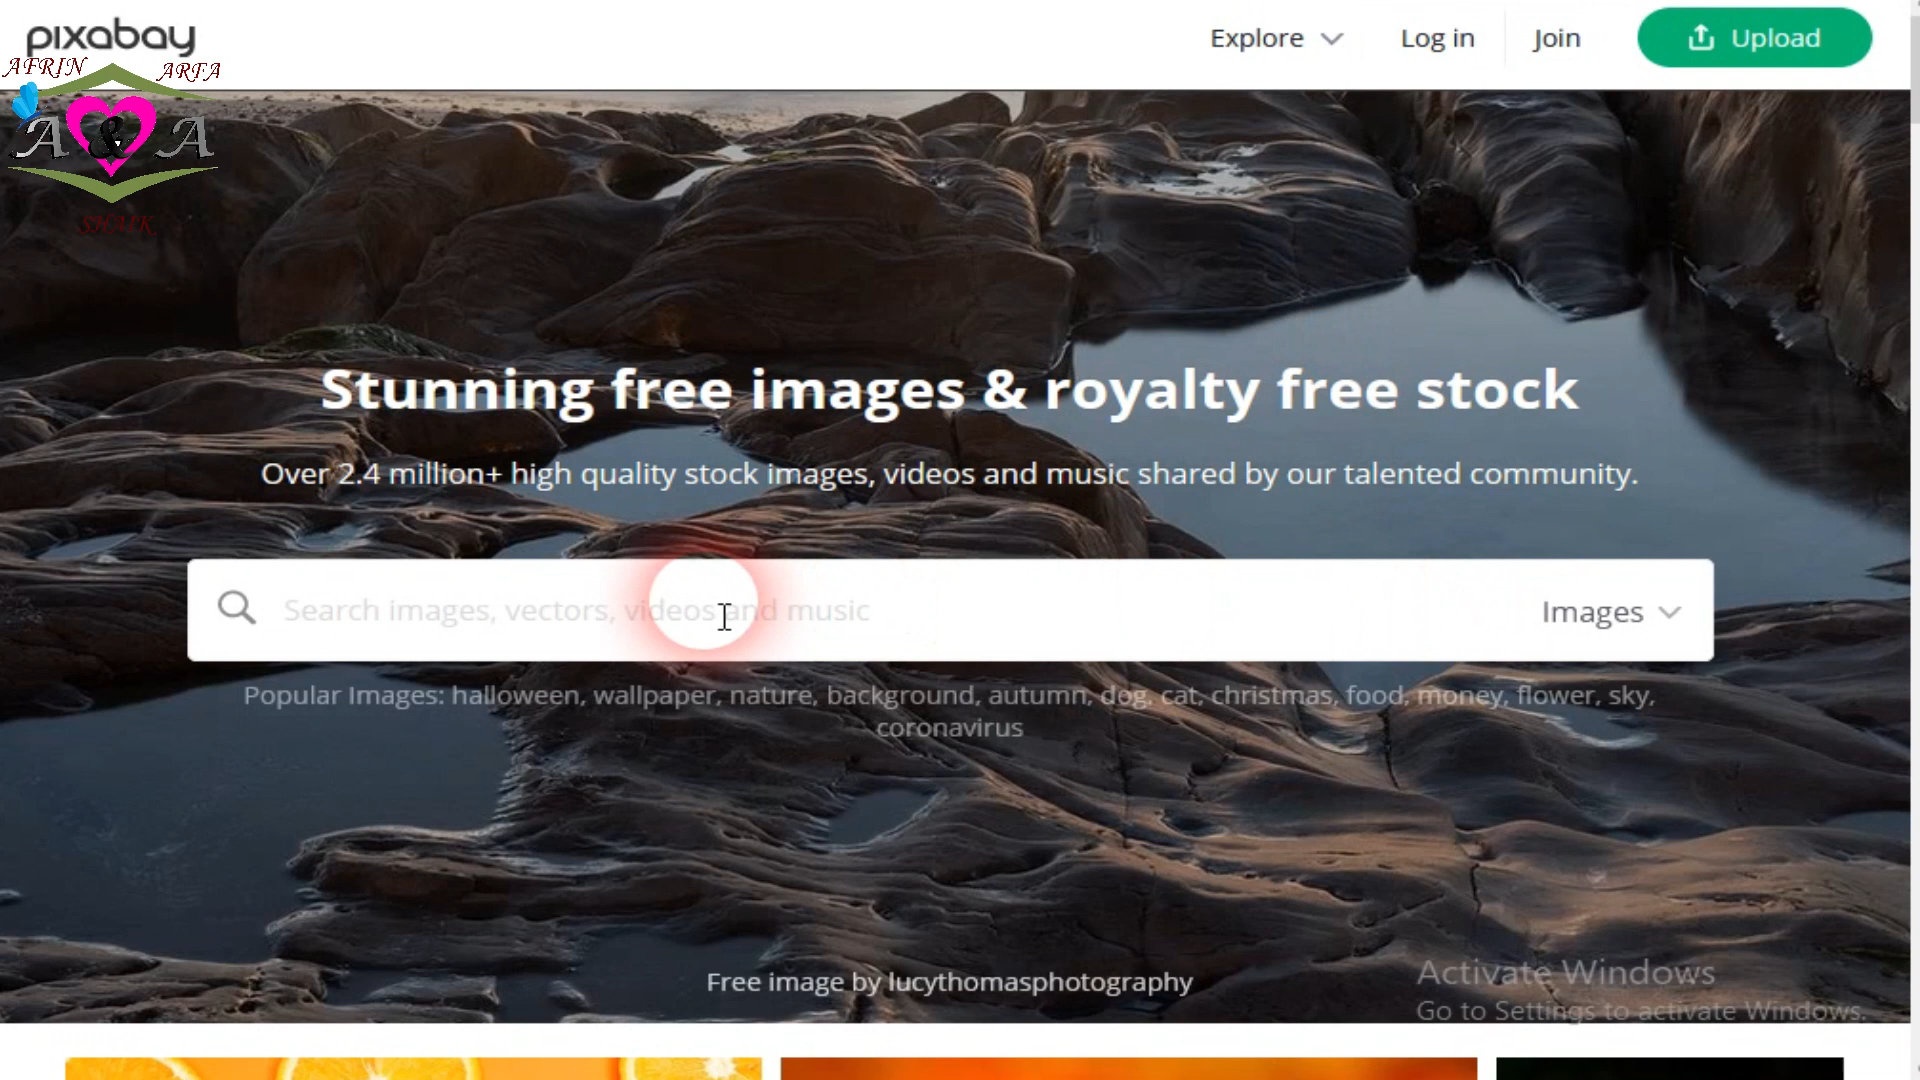 pixabay
Explore
Log in
Join
Upload
AFRIN
ARFA
A & A
SHAIK
Stunning free images & royalty free stock
Over 2.4 million+ high quality stock images, videos and music shared by our talented community.
Search images, vectors, videos and music
Images
Popular Images: halloween, wallpaper, nature, background, autumn, dog, cat, christmas, food, money, flower, sky,
coronavirus
Free image by lucythomasphotography
Activate Windows
Go to Settings to activate Windows.